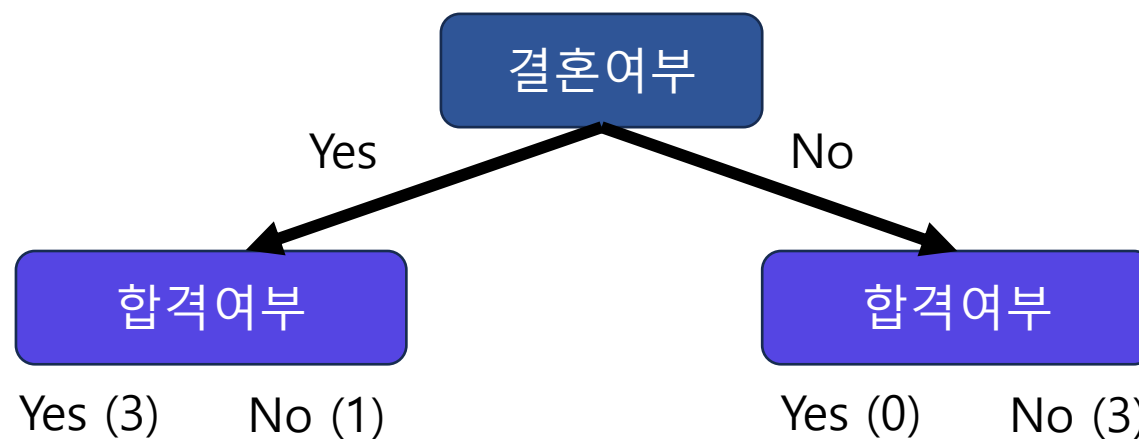 결혼여부
Yes No
합격여부 합격여부
Yes (3) No (1) Yes (0) No (3)